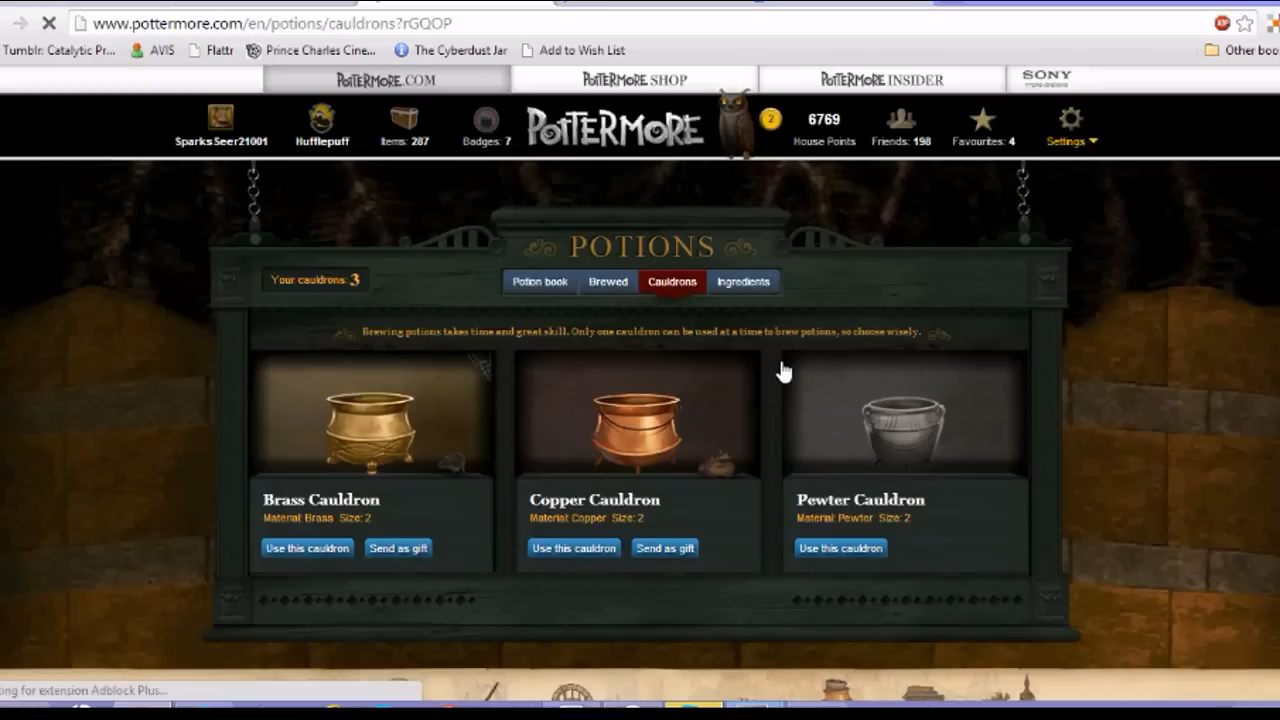 www.pottermore.com/en/potions/cauldrons?rGQOP
Tumblr: Catalytic Pr... AVIS Flattr Prince Charles Cine... The Cyberdust Jar Add to Wish List Other boo
POTTERMORE.COM POTTERMORE SHOP POTTERMORE INSIDER SONY
SparksSeer21001 Hufflepuff Items: 287 Badges: 7 POTTERMORE 2 6769 House Points Friends: 198 Favourites: 4 Settings
POTIONS
Your cauldrons: 3 Potion book Brewed Cauldrons Ingredients
Brewing potions takes time and great skill. Only one cauldron can be used at a time to brew potions, so choose wisely.
Brass Cauldron Copper Cauldron Pewter Cauldron
Material: Brass Size: 2 Material: Copper Size: 2 Material: Pewter Size: 2
Use this cauldron Send as gift Use this cauldron Send as gift Use this cauldron
ing for extension Adblock Plus...